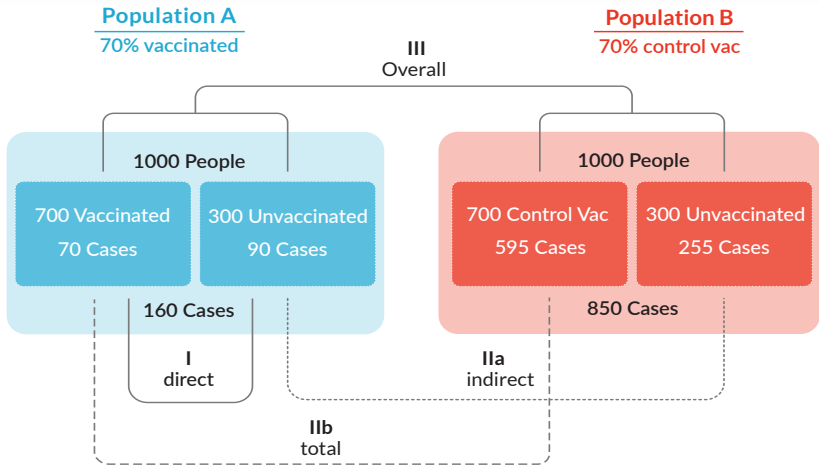 Population A
70% vaccinated
Population B
70% control vac
III
Overall
1000 People
700 Vaccinated
70 Cases
300 Unvaccinated
90 Cases
160 Cases
1000 People
700 Control Vac
595 Cases
300 Unvaccinated
255 Cases
850 Cases
I
direct
IIa
indirect
IIb
total